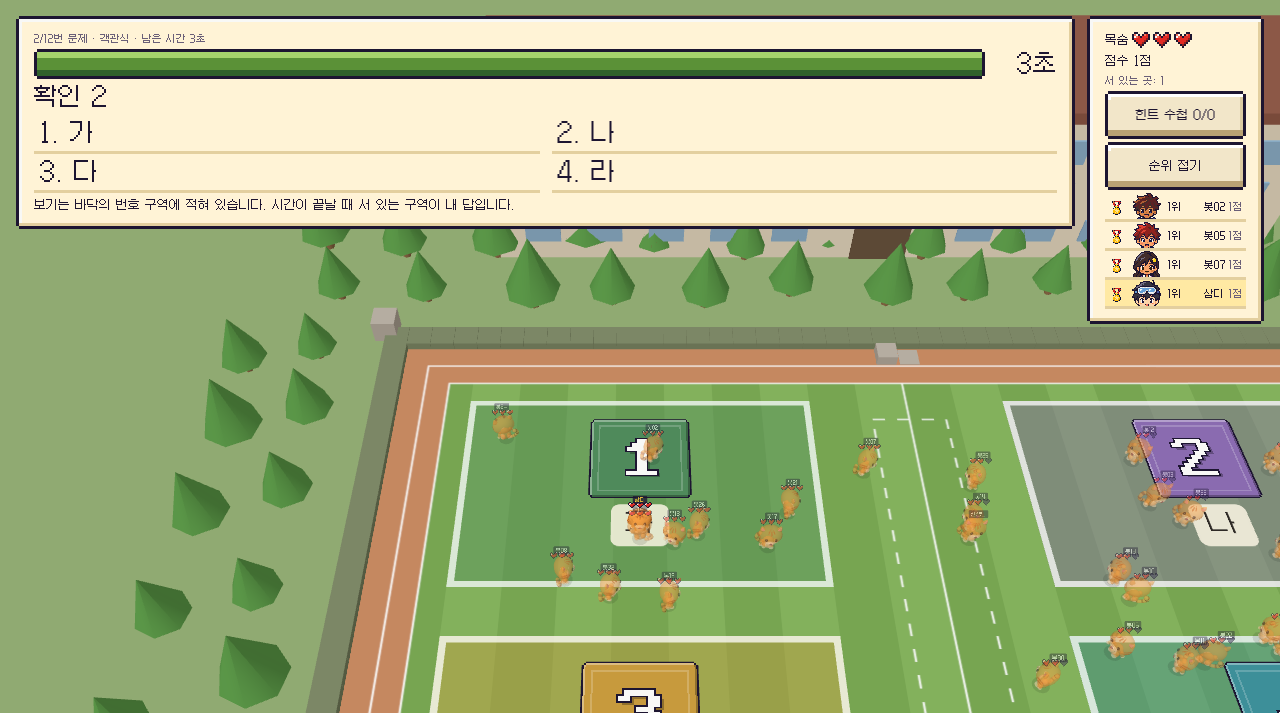 2/12번 문제 · 객관식 · 남은 시간 3초
3초
확인 2
1. 가
2. 나
3. 다
4. 라
보기는 바닥의 번호 구역에 적혀 있습니다. 시간이 끝날 때 서 있는 구역이 내 답입니다.
목숨
점수 1점
서 있는 곳: 1
힌트 수첩 0/0
순위 접기
1위 봇02 1점
1위 봇05 1점
1위 봇07 1점
1위 삼디 1점
1
2
나
3